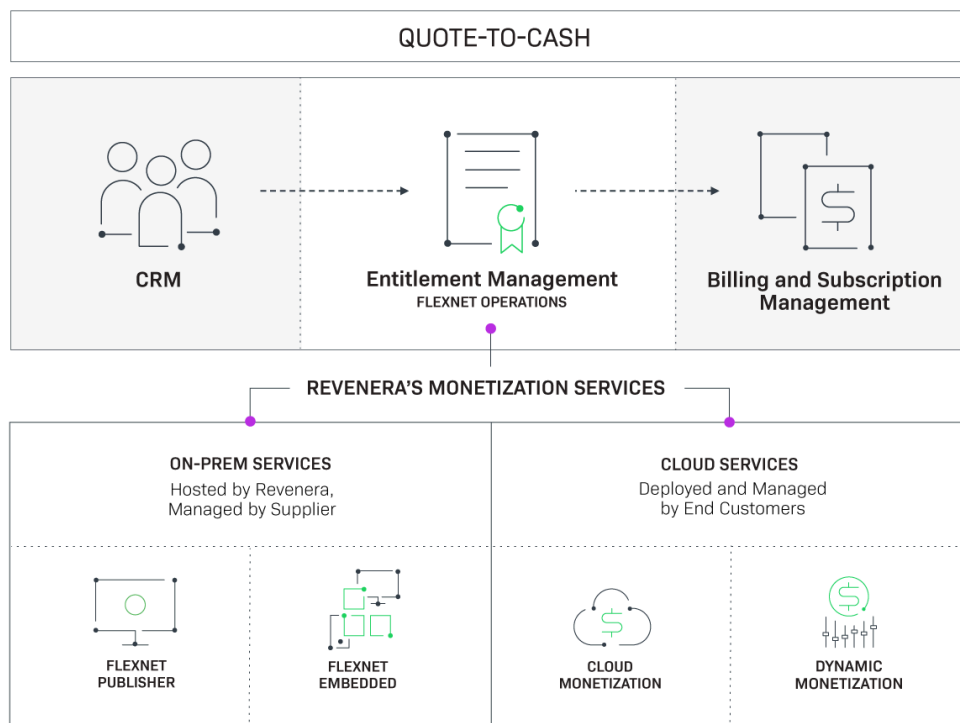 QUOTE-TO-CASH
CRM
Entitlement Management
FLEXNET OPERATIONS
Billing and Subscription
Management
REVENERA'S MONETIZATION SERVICES
ON-PREM SERVICES
Hosted by Revenera,
Managed by Supplier
CLOUD SERVICES
Deployed and Managed
by End Customers
FLEXNET
PUBLISHER
FLEXNET
EMBEDDED
CLOUD
MONETIZATION
DYNAMIC
MONETIZATION